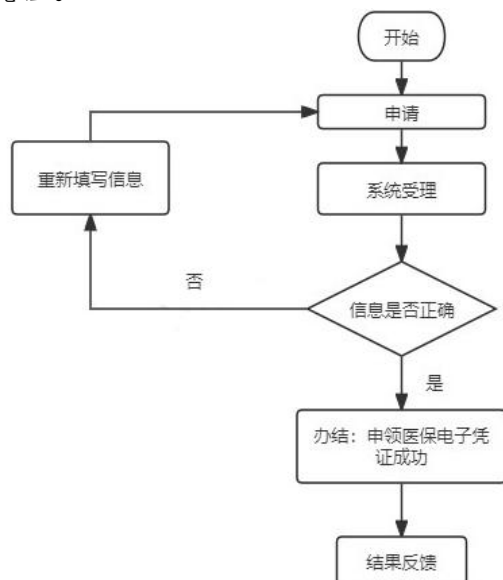 开始
申请
重新填写信息
系统受理
否
信息是否正确
是
办结：申领医保电子凭
证成功
结果反馈